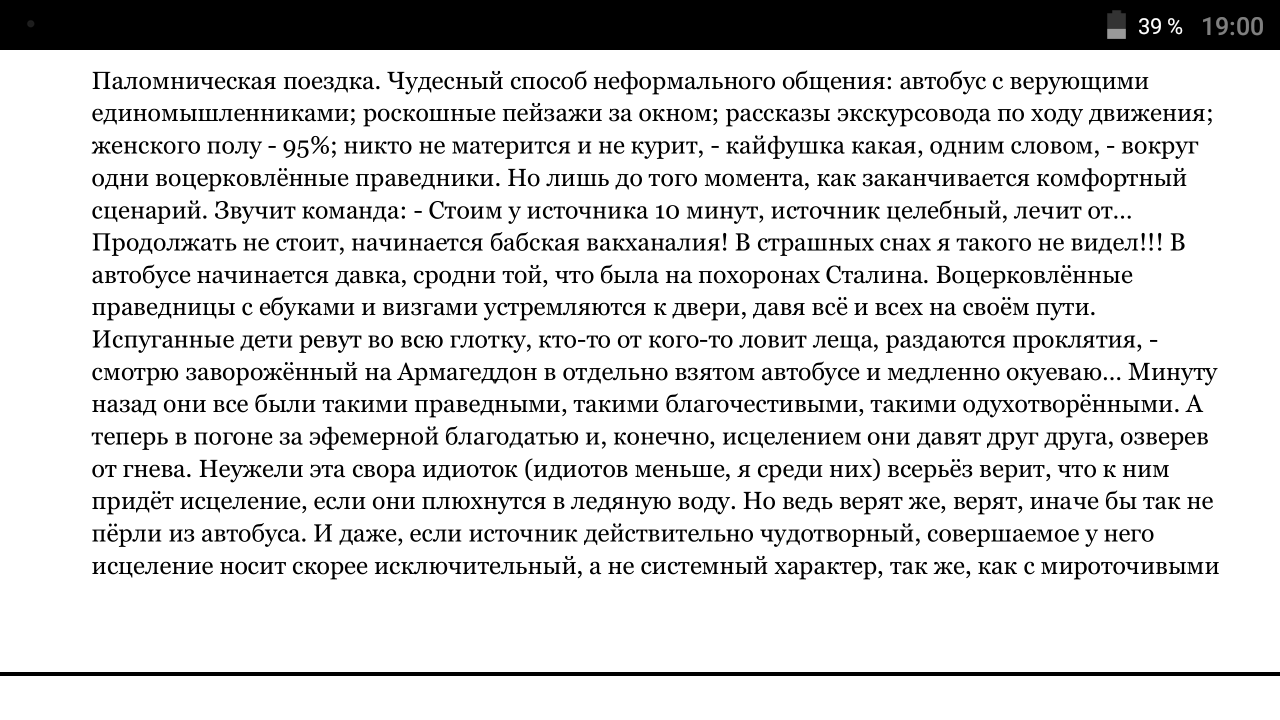 39 % 19:00
Паломническая поездка. Чудесный способ неформального общения: автобус с верующими
единомышленниками; роскошные пейзажи за окном; рассказы экскурсовода по ходу движения;
женского полу - 95%; никто не матерится и не курит, - кайфушка какая, одним словом, - вокруг
одни воцерковлённые праведники. Но лишь до того момента, как заканчивается комфортный
сценарий. Звучит команда: - Стоим у источника 10 минут, источник целебный, лечит от...
Продолжать не стоит, начинается бабская вакханалия! В страшных снах я такого не видел!!! В
автобусе начинается давка, сродни той, что была на похоронах Сталина. Воцерковлённые
праведницы с ебуками и визгами устремляются к двери, давя всё и всех на своём пути.
Испуганные дети ревут во всю глотку, кто-то от кого-то ловит леща, раздаются проклятия, -
смотрю заворожённый на Армагеддон в отдельно взятом автобусе и медленно окуеваю... Минуту
назад они все были такими праведными, такими благочестивыми, такими одухотворёнными. А
теперь в погоне за эфемерной благодатью и, конечно, исцелением они давят друг друга, озверев
от гнева. Неужели эта свора идиоток (идиотов меньше, я среди них) всерьёз верит, что к ним
придёт исцеление, если они плюхнутся в ледяную воду. Но ведь верят же, верят, иначе бы так не
пёрли из автобуса. И даже, если источник действительно чудотворный, совершаемое у него
исцеление носит скорее исключительный, а не системный характер, так же, как с мироточивыми